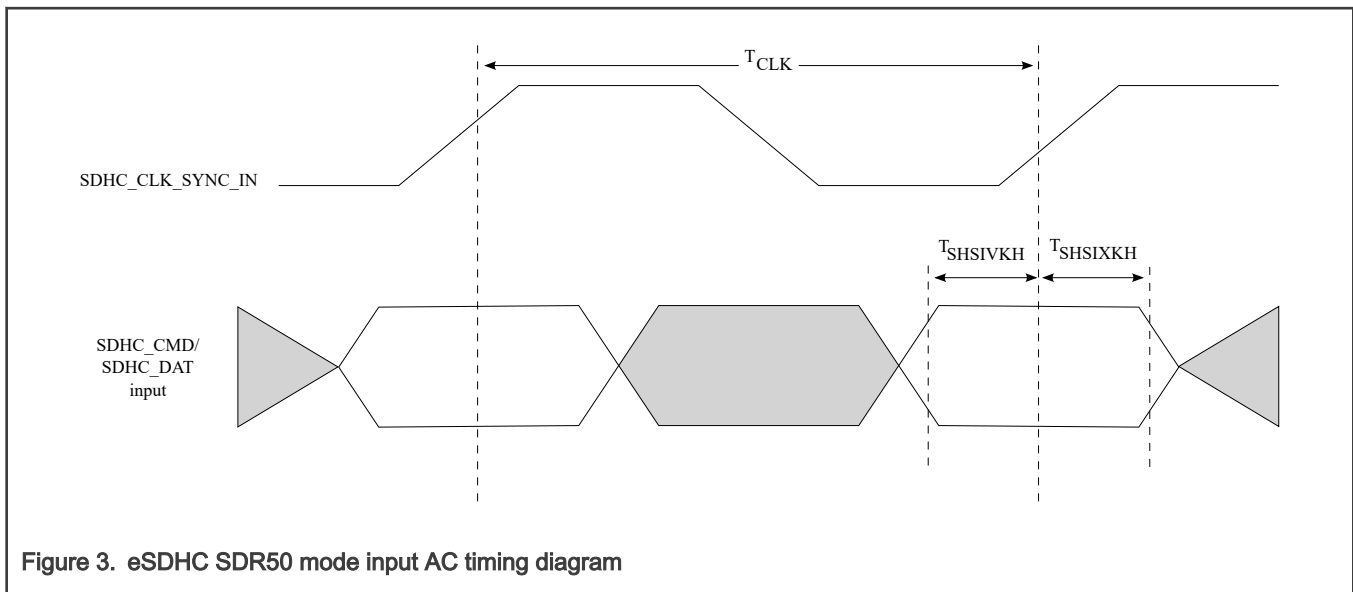 TCLK
SDHC_CLK_SYNC_IN
TSHSIVKH TSHSIXKH
SDHC_CMD/
SDHC_DAT
input
Figure 3. eSDHC SDR50 mode input AC timing diagram